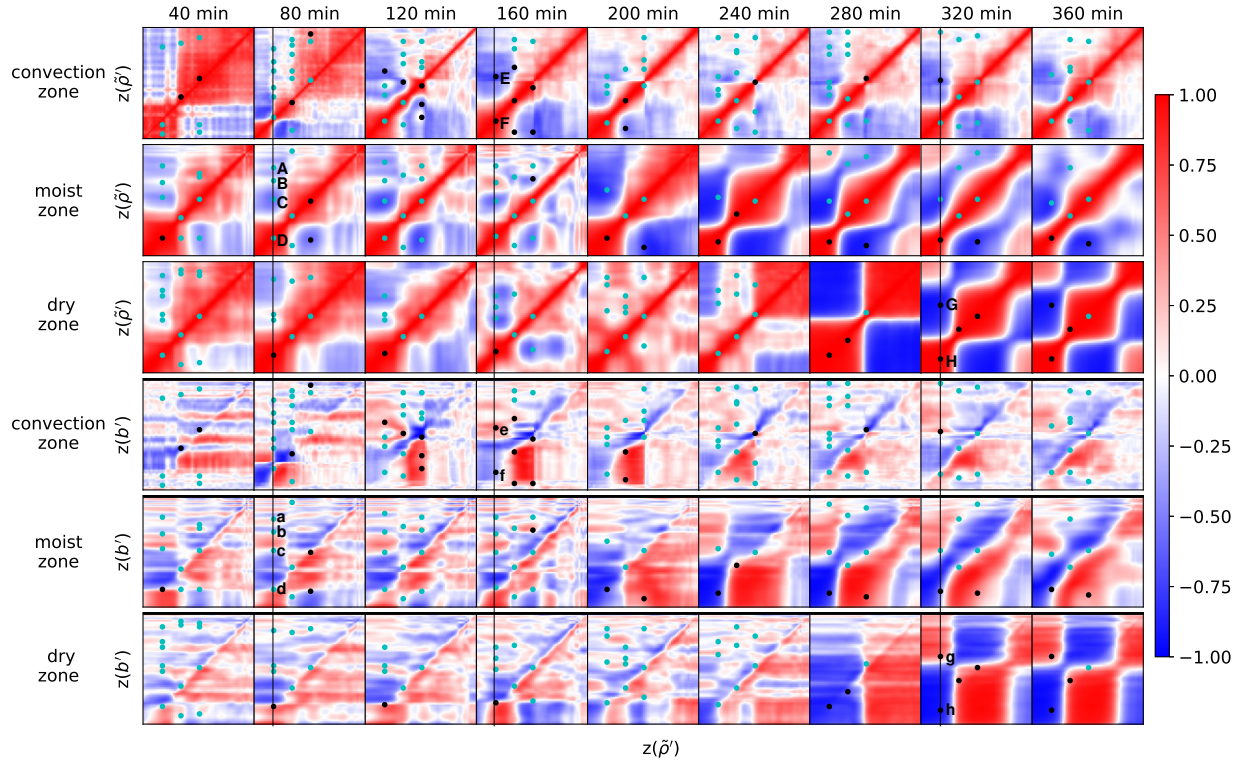 40 min 80 min 120 min 160 min 200 min 240 min 280 min 320 min 360 min
convection zone z(ρ̃′)
E
F
moist zone z(ρ̃′)
A
B
C
D
dry zone z(ρ̃′)
G
H
convection zone z(b′)
e
f
moist zone z(b′)
a
b
c
d
dry zone z(b′)
g
h
z(ρ̃′)
1.00
0.75
0.50
0.25
0.00
−0.25
−0.50
−0.75
−1.00